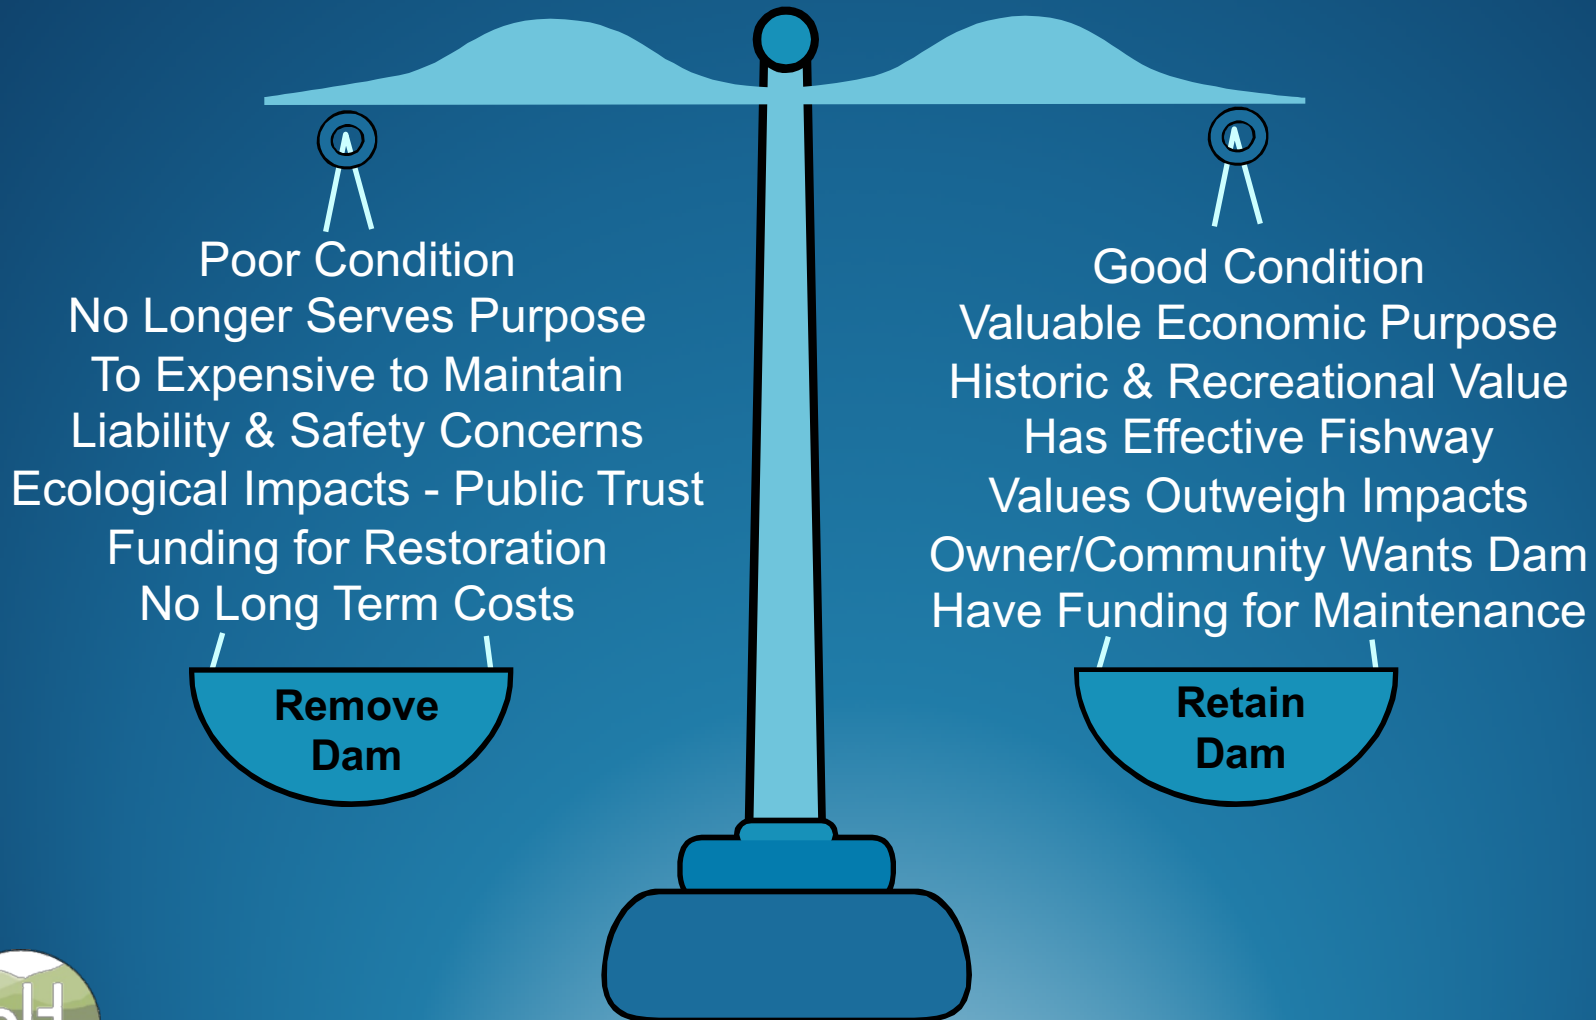 Poor Condition
No Longer Serves Purpose
To Expensive to Maintain
Liability & Safety Concerns
Ecological Impacts - Public Trust
Funding for Restoration
No Long Term Costs
Remove
Dam
Good Condition
Valuable Economic Purpose
Historic & Recreational Value
Has Effective Fishway
Values Outweigh Impacts
Owner/Community Wants Dam
Have Funding for Maintenance
Retain
Dam